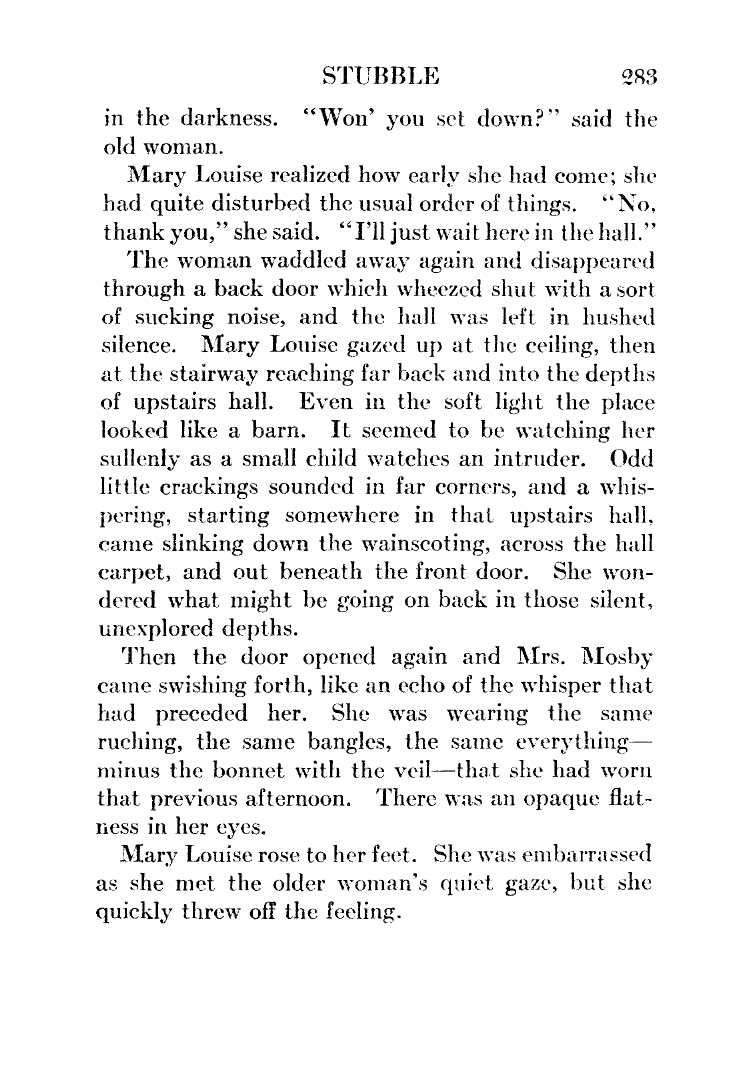 STUBBLE 283
in the darkness. "Won' you set down?" said the
old woman.
Mary Louise realized how early she had come; she
had quite disturbed the usual order of things. "No,
thank you," she said. "I'll just wait here in the hall."
The woman waddled away again and disappeared
through a back door which wheezed shut with a sort
of sucking noise, and the hall was left in hushed
silence. Mary Louise gazed up at the ceiling, then
at the stairway reaching far back and into the depths
of upstairs hall. Even in the soft light the place
looked like a barn. It seemed to be watching her
sullenly as a small child watches an intruder. Odd
little crackings sounded in far corners, and a whis-
pering, starting somewhere in that upstairs hall,
came slinking down the wainscoting, across the hall
carpet, and out beneath the front door. She won-
dered what might be going on back in those silent,
unexplored depths.
Then the door opened again and Mrs. Mosby
came swishing forth, like an echo of the whisper that
had preceded her. She was wearing the same
ruching, the same bangles, the same everything—
minus the bonnet with the veil—that she had worn
that previous afternoon. There was an opaque flat-
ness in her eyes.
Mary Louise rose to her feet. She was embarrassed
as she met the older woman's quiet gaze, but she
quickly threw off the feeling.